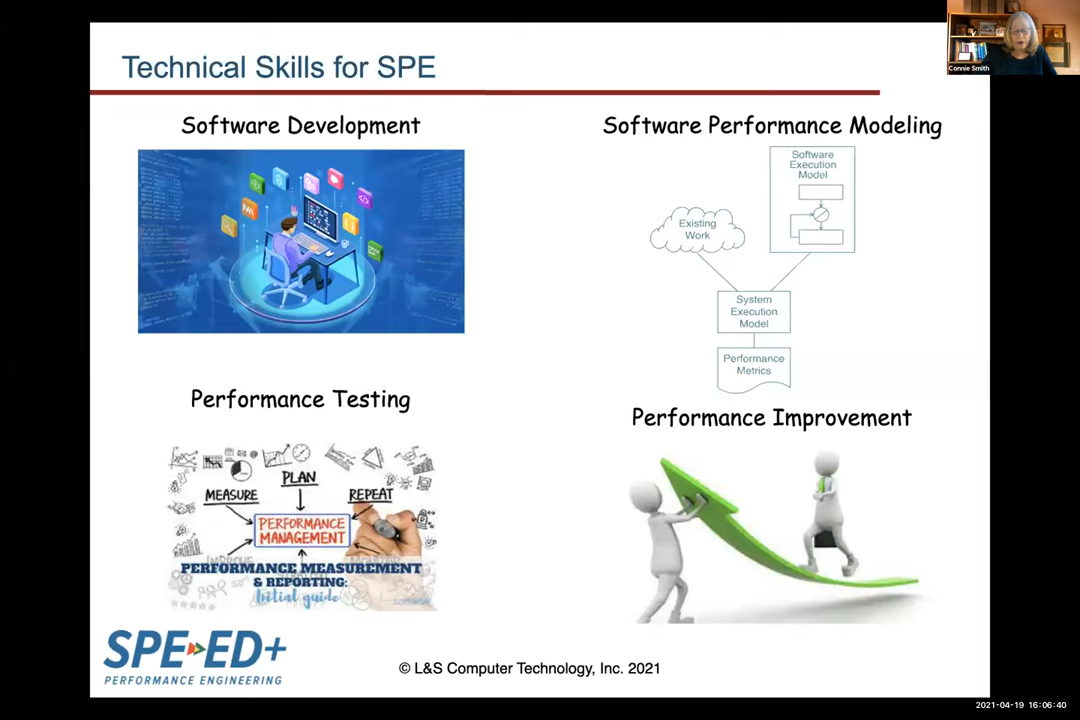 Technical Skills for SPE
Connie Smith
Software Development
Software Performance Modeling
Software
Execution
Model
Existing
Work
System
Execution
Model
Performance
Metrics
Performance Testing
Performance Improvement
PLAN
MEASURE
REPEAT
PERFORMANCE
MANAGEMENT
PERFORMANCE MEASUREMENT
& REPORTING:
Initial guide
SPE-ED+
PERFORMANCE ENGINEERING
© L&S Computer Technology, Inc. 2021
2021-04-19 16:06:40